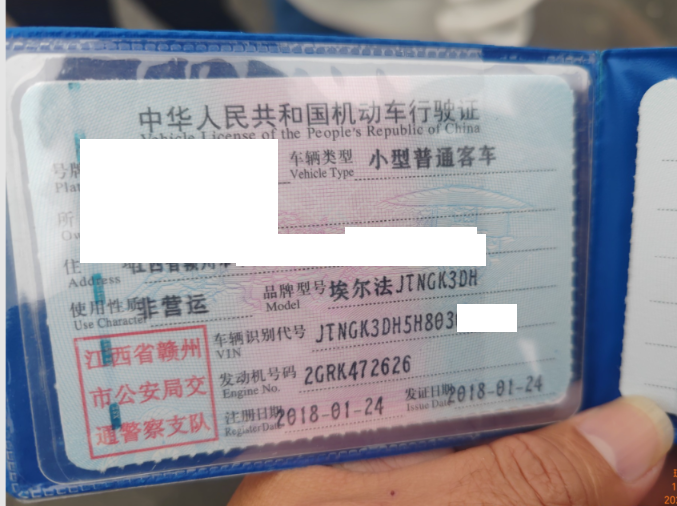 中华人民共和国机动车行驶证
Vehicle License of the People's Republic of China
号牌
车辆类型 小型普通客车
Vehicle Type
所
住
Address
使用性质 非营运
Use Character
品牌型号 埃尔法JTNGK3DH
Model
车辆识别代号 JTNGK3DH5H803
VIN
发动机号码 2GRK472626
Engine No.
注册日期 2018-01-24
Register Date
发证日期 2018-01-24
Issue Date
江西省赣州
市公安局交
通警察支队